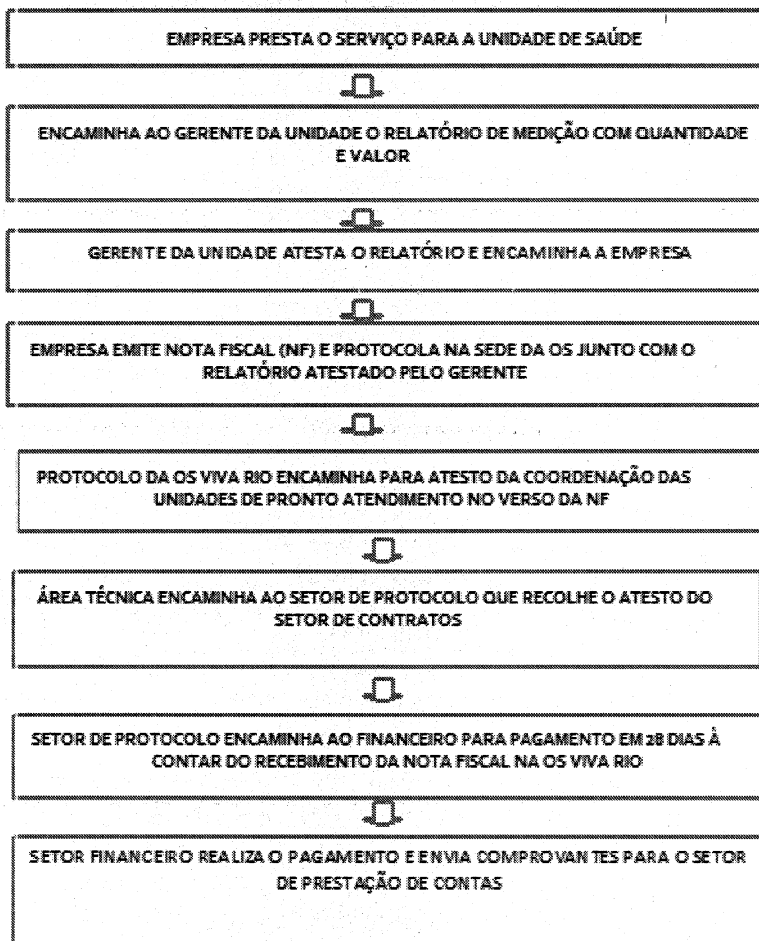 EMPRESA PRESTA O SERVIÇO PARA A UNIDADE DE SAÚDE
ENCAMINHA AO GERENTE DA UNIDADE O RELATÓRIO DE MEDIÇÃO COM QUANTIDADE
E VALOR
GERENTE DA UNIDADE ATESTA O RELATÓRIO E ENCAMINHA A EMPRESA
EMPRESA EMITE NOTA FISCAL (NF) E PROTOCOLA NA SEDE DA OS JUNTO COM O
RELATÓRIO ATESTADO PELO GERENTE
PROTOCOLO DA OS VIVA RIO ENCAMINHA PARA ATESTO DA COORDENAÇÃO DAS
UNIDADES DE PRONTO ATENDIMENTO NO VERSO DA NF
ÁREA TÉCNICA ENCAMINHA AO SETOR DE PROTOCOLO QUE RECOLHE O ATESTO DO
SETOR DE CONTRATOS
SETOR DE PROTOCOLO ENCAMINHA AO FINANCEIRO PARA PAGAMENTO EM 28 DIAS À
CONTAR DO RECEBIMENTO DA NOTA FISCAL NA OS VIVA RIO
SETOR FINANCEIRO REALIZA O PAGAMENTO E ENVIA COMPROVANTES PARA O SETOR
DE PRESTAÇÃO DE CONTAS